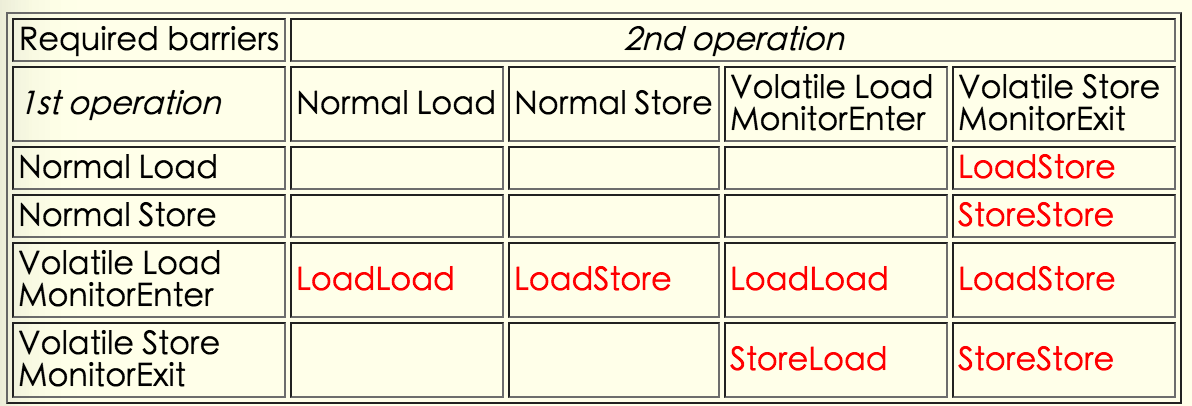 Required barriers 2nd operation
1st operation Normal Load Normal Store Volatile Load MonitorEnter Volatile Store MonitorExit
Normal Load LoadStore
Normal Store StoreStore
Volatile Load MonitorEnter LoadLoad LoadStore LoadLoad LoadStore
Volatile Store MonitorExit StoreLoad StoreStore